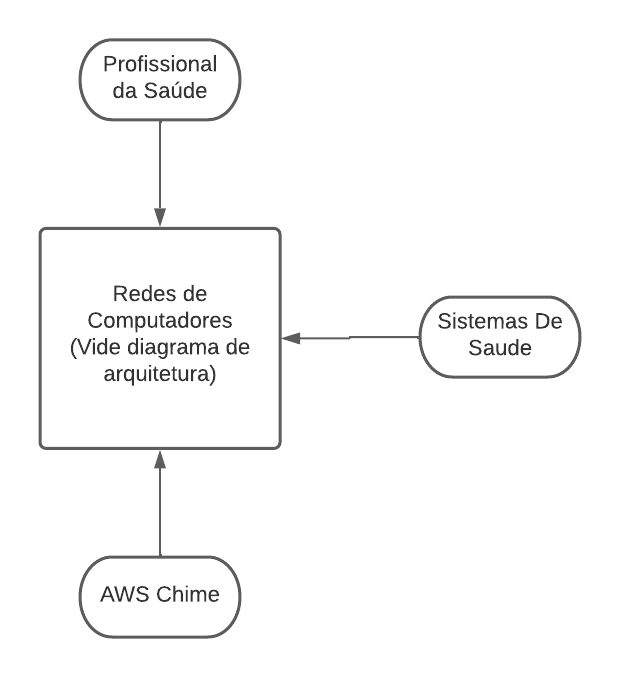 Profissional
da Saúde
Redes de
Computadores
(Vide diagrama de
arquitetura)
Sistemas De
Saude
AWS Chime